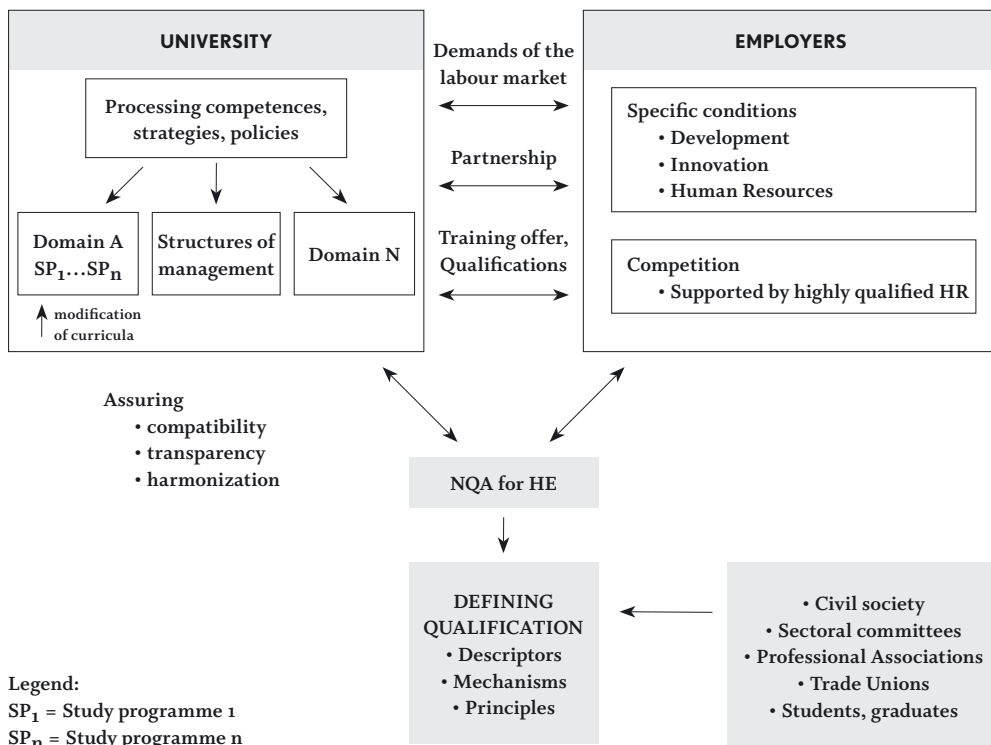 UNIVERSITY
Processing competences,
strategies, policies
Domain A
SP1...SPn
Structures of
management
Domain N
modification
of curricula
Demands of the
labour market
Partnership
Training offer,
Qualifications
EMPLOYERS
Specific conditions
• Development
• Innovation
• Human Resources
Competition
• Supported by highly qualified HR
Assuring
• compatibility
• transparency
• harmonization
NQA for HE
DEFINING
QUALIFICATION
• Descriptors
• Mechanisms
• Principles
• Civil society
• Sectoral committees
• Professional Associations
• Trade Unions
• Students, graduates
Legend:
SP1 = Study programme 1
SPn = Study programme n